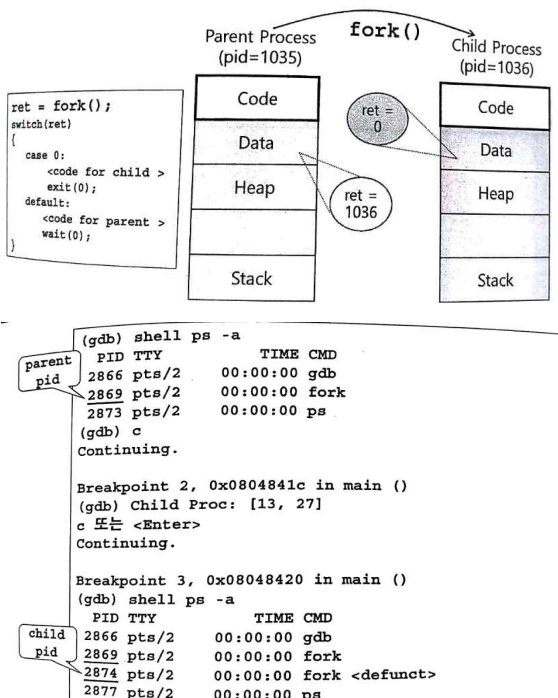 fork()
Parent Process
(pid=1035)
Child Process
(pid=1036)
ret = fork();
switch(ret)
{
case 0:
<code for child >
exit(0);
default:
<code for parent >
wait(0);
}
Code
Data
Heap
Stack
ret =
0
ret =
1036
Code
Data
Heap
Stack
(gdb) shell ps -a
PID TTY TIME CMD
parent
pid
2866 pts/2 00:00:00 gdb
2869 pts/2 00:00:00 fork
2873 pts/2 00:00:00 ps
(gdb) c
Continuing.
Breakpoint 2, 0x0804841c in main ()
(gdb) Child Proc: [13, 27]
c 또는 <Enter>
Continuing.
Breakpoint 3, 0x08048420 in main ()
(gdb) shell ps -a
PID TTY TIME CMD
child
pid
2866 pts/2 00:00:00 gdb
2869 pts/2 00:00:00 fork
2874 pts/2 00:00:00 fork <defunct>
2877 pts/2 00:00:00 ps